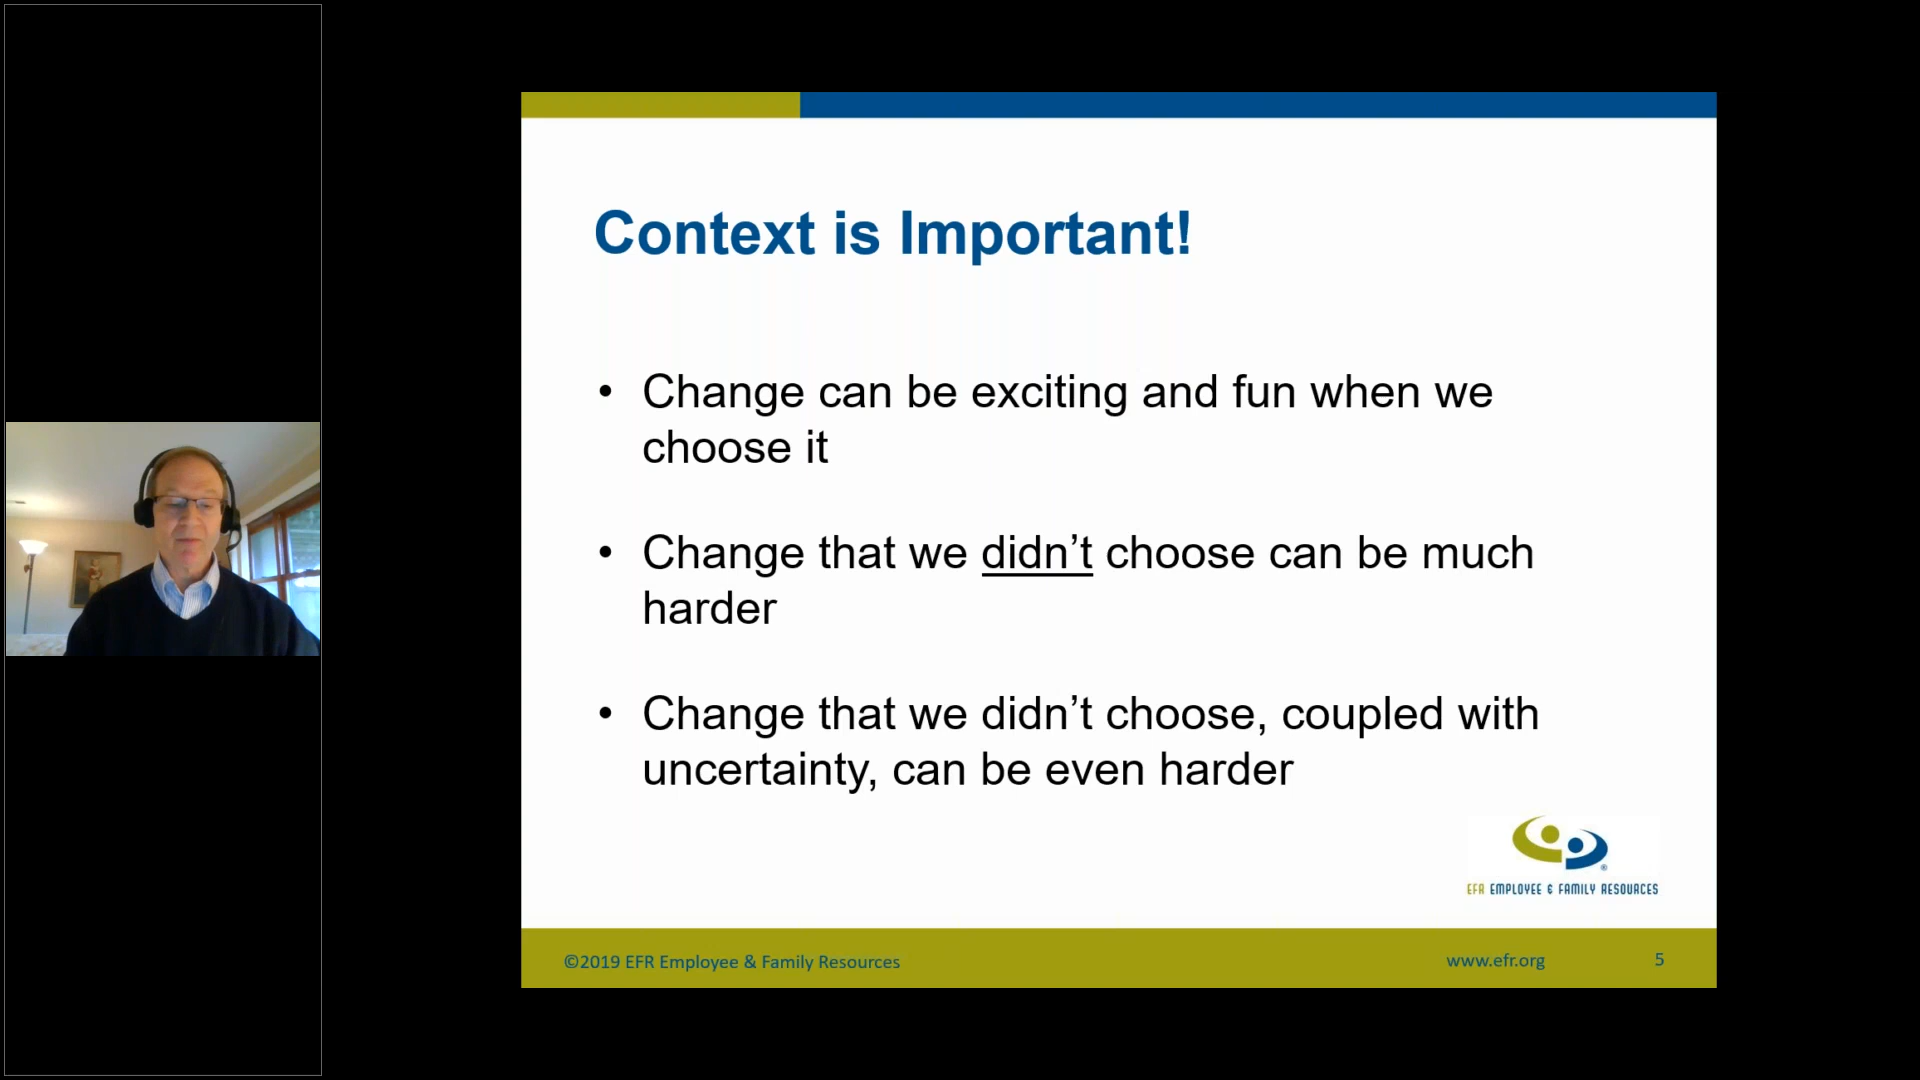 Context is Important!
• Change can be exciting and fun when we
choose it
• Change that we didn’t choose can be much
harder
• Change that we didn’t choose, coupled with
uncertainty, can be even harder
®
EFR EMPLOYEE & FAMILY RESOURCES
©2019 EFR Employee & Family Resources
www.efr.org
5